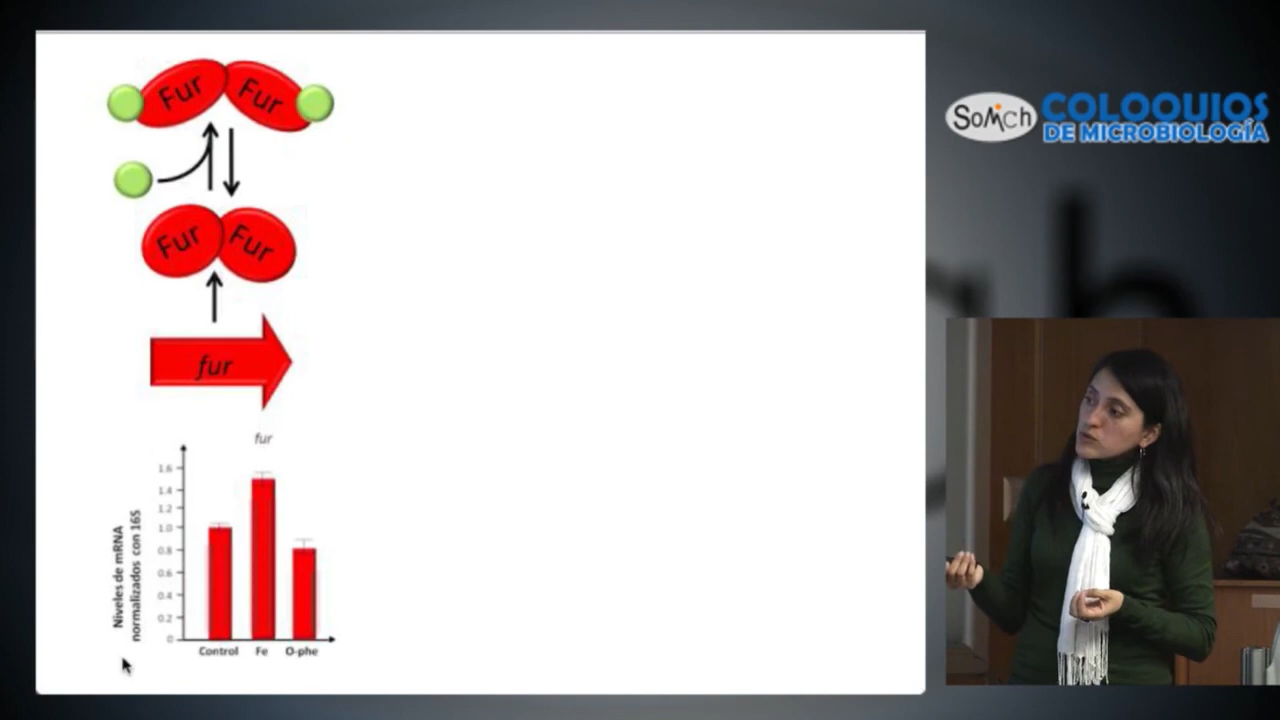 Fur Fur
Fur Fur
fur
fur
1.6
1.4
1.2
1.0
0.8
0.6
0.4
0.2
0
Niveles de mRNA
normalizados con 16S
Control Fe O-phe
SoMich COLOQUIOS
DE MICROBIOLOGÍA